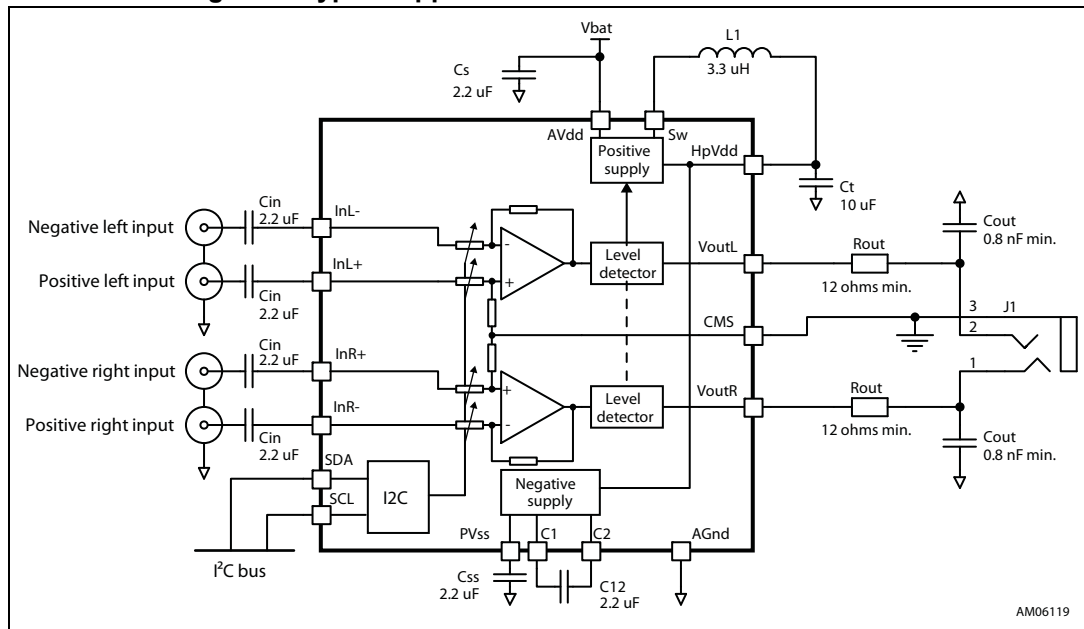 Vbat
L1
3.3 uH
Cs
2.2 uF
AVdd
Sw
HpVdd
Positive
supply
Ct
10 uF
Cin
2.2 uF
InL-
Negative left input
-
Cout
0.8 nF min.
Level
detector
VoutL
Rout
12 ohms min.
Positive left input
InL+
+
Cin
2.2 uF
CMS
3
J1
2
Cin
2.2 uF
InR+
Negative right input
+
1
Level
detector
VoutR
Rout
12 ohms min.
Positive right input
InR-
-
Cin
2.2 uF
Cout
0.8 nF min.
SDA
SCL
I2C
Negative
supply
PVss
C1
C2
AGnd
I²C bus
Css
2.2 uF
C12
2.2 uF
AM06119